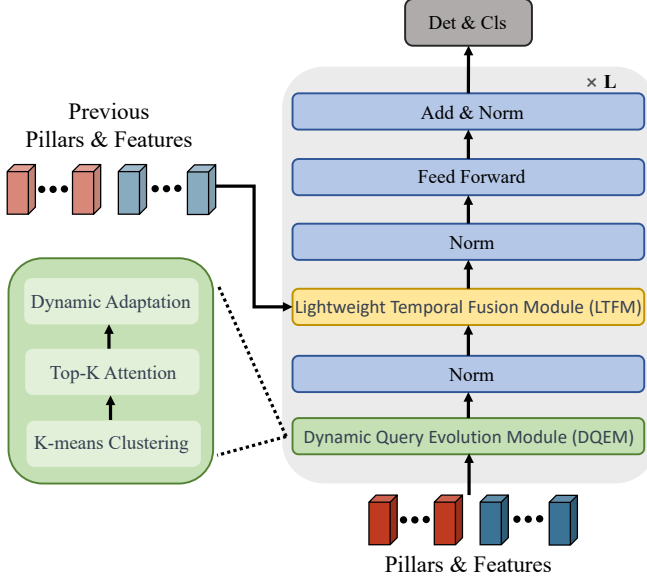 Det & Cls
× L
Add & Norm
Previous
Pillars & Features
Feed Forward
Norm
Dynamic Adaptation
Lightweight Temporal Fusion Module (LTFM)
Top-K Attention
Norm
K-means Clustering
Dynamic Query Evolution Module (DQEM)
Pillars & Features